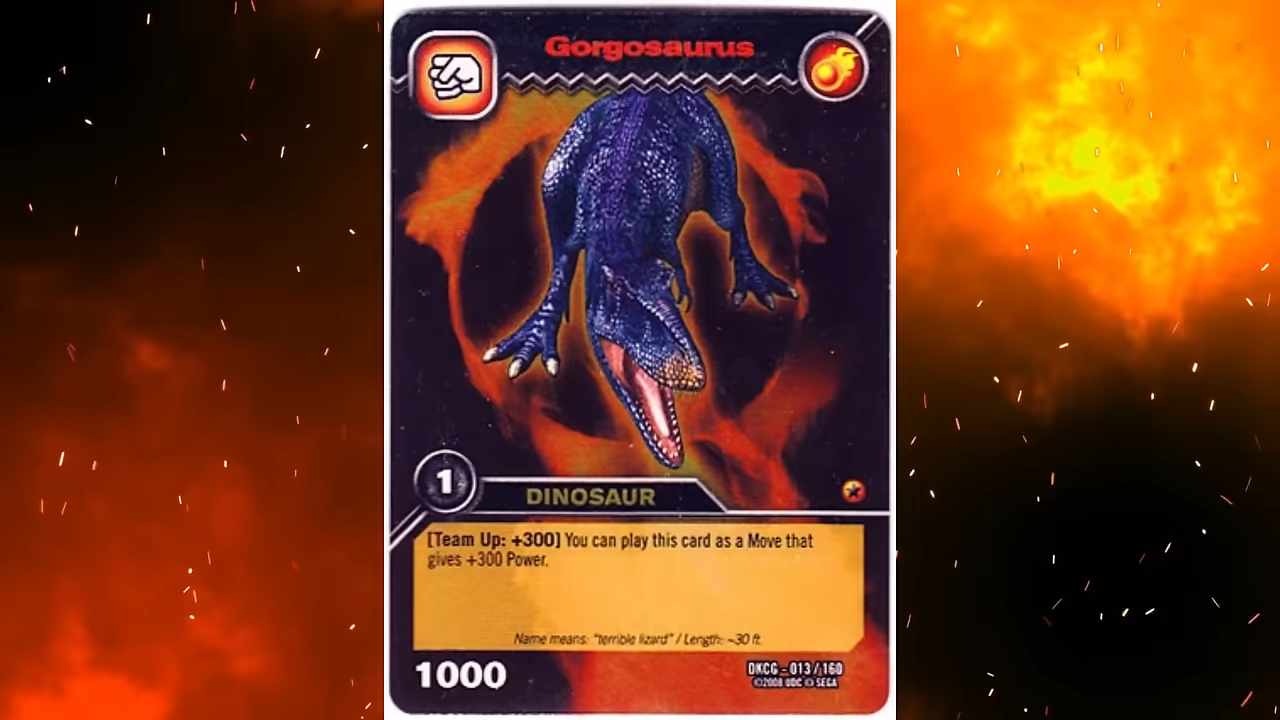 Gorgosaurus
1
DINOSAUR
[Team Up: +300] You can play this card as a Move that
gives +300 Power.
Name means: "terrible lizard" / Length: ~30 ft.
1000
DKCG - 013/160
©2008 UDC © SEGA